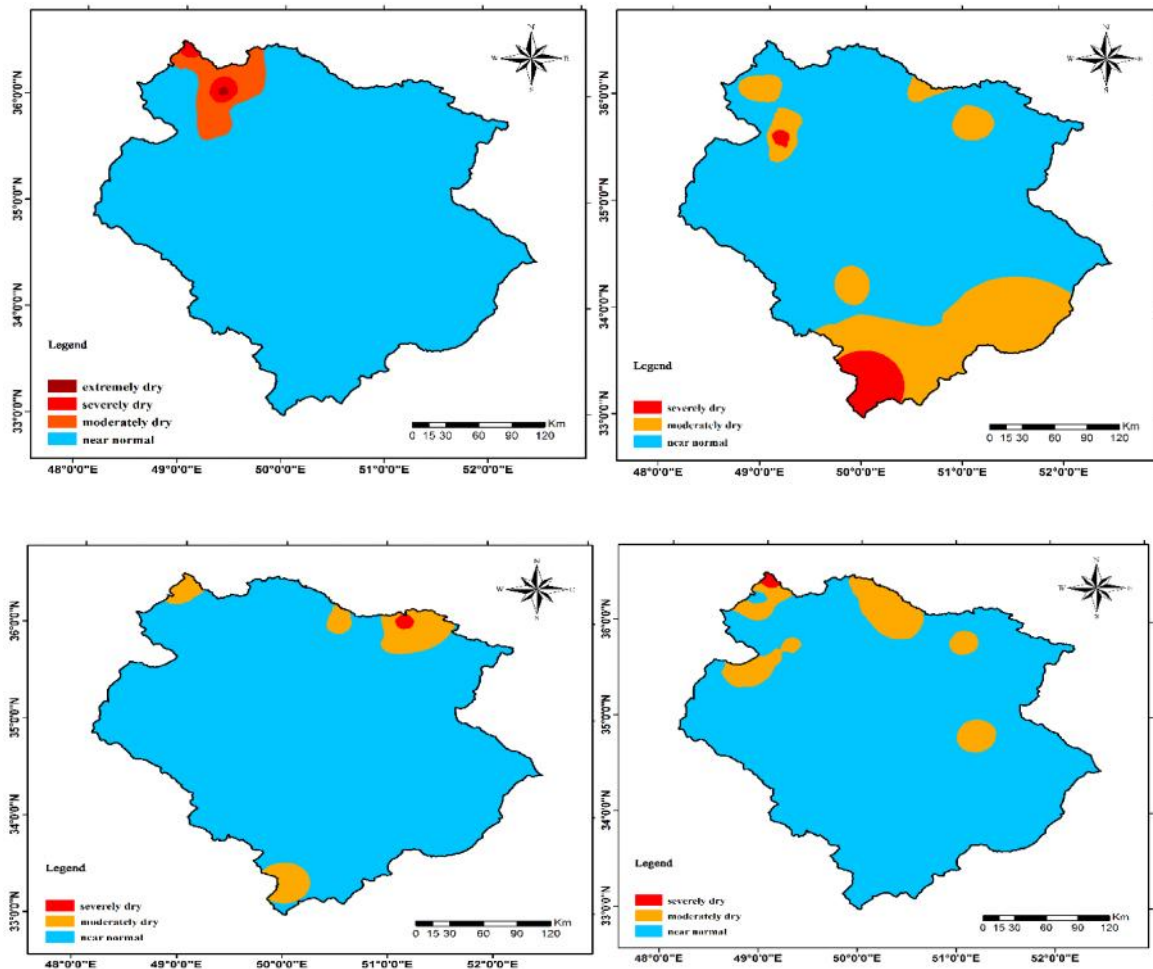 N
W
S
36°0'0"N
35°0'0"N
34°0'0"N
33°0'0"N
Legend
extremely dry
severely dry
moderately dry
near normal
Km
0 15 30 60 90 120
48°0'0"E 49°0'0"E 50°0'0"E 51°0'0"E 52°0'0"E
N
W
S
36°0'0"N
35°0'0"N
34°0'0"N
33°0'0"N
Legend
severely dry
moderately dry
near normal
Km
0 15 30 60 90 120
48°0'0"E 49°0'0"E 50°0'0"E 51°0'0"E 52°0'0"E
N
W
S
36°0'0"N
35°0'0"N
34°0'0"N
33°0'0"N
Legend
severely dry
moderately dry
near normal
Km
0 15 30 60 90 120
48°0'0"E 49°0'0"E 50°0'0"E 51°0'0"E 52°0'0"E
N
W
S
36°0'0"N
35°0'0"N
34°0'0"N
33°0'0"N
Legend
severely dry
moderately dry
near normal
Km
0 15 30 60 90 120
48°0'0"E 49°0'0"E 50°0'0"E 51°0'0"E 52°0'0"E